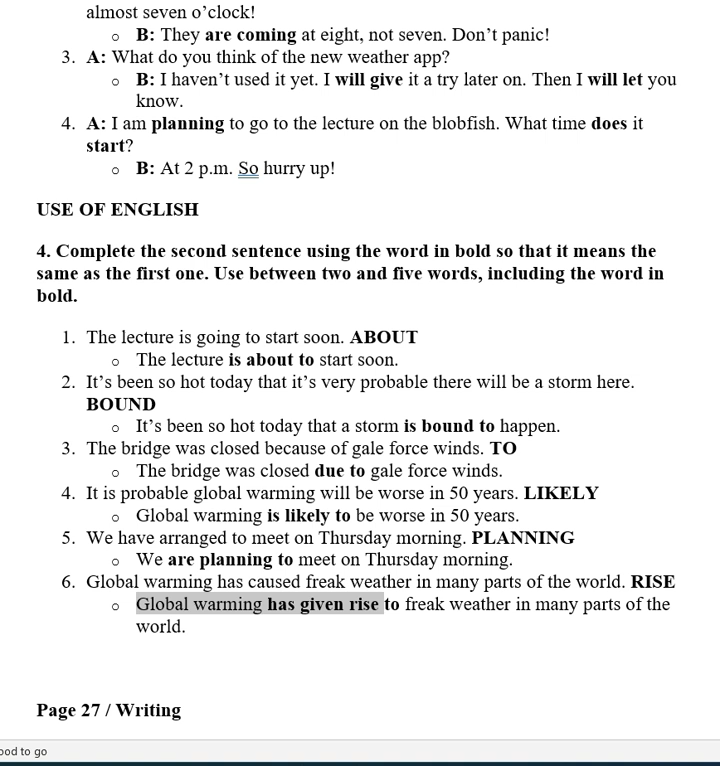 almost seven o’clock!
o B: They are coming at eight, not seven. Don’t panic!
3. A: What do you think of the new weather app?
o B: I haven’t used it yet. I will give it a try later on. Then I will let you
know.
4. A: I am planning to go to the lecture on the blobfish. What time does it
start?
o B: At 2 p.m. So hurry up!
USE OF ENGLISH
4. Complete the second sentence using the word in bold so that it means the
same as the first one. Use between two and five words, including the word in
bold.
1. The lecture is going to start soon. ABOUT
o The lecture is about to start soon.
2. It’s been so hot today that it’s very probable there will be a storm here.
BOUND
o It’s been so hot today that a storm is bound to happen.
3. The bridge was closed because of gale force winds. TO
o The bridge was closed due to gale force winds.
4. It is probable global warming will be worse in 50 years. LIKELY
o Global warming is likely to be worse in 50 years.
5. We have arranged to meet on Thursday morning. PLANNING
o We are planning to meet on Thursday morning.
6. Global warming has caused freak weather in many parts of the world. RISE
o Global warming has given rise to freak weather in many parts of the
world.
Page 27 / Writing
ood to go